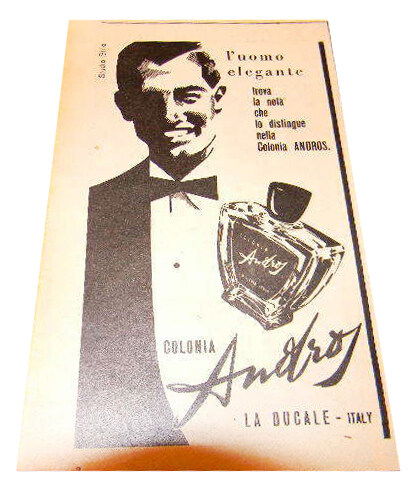 l'uomo
elegante
trova
la nota
che
lo distingue
nella
Colonia ANDROS.
Andros
COLONIA
Andros
LA DUCALE - ITALY